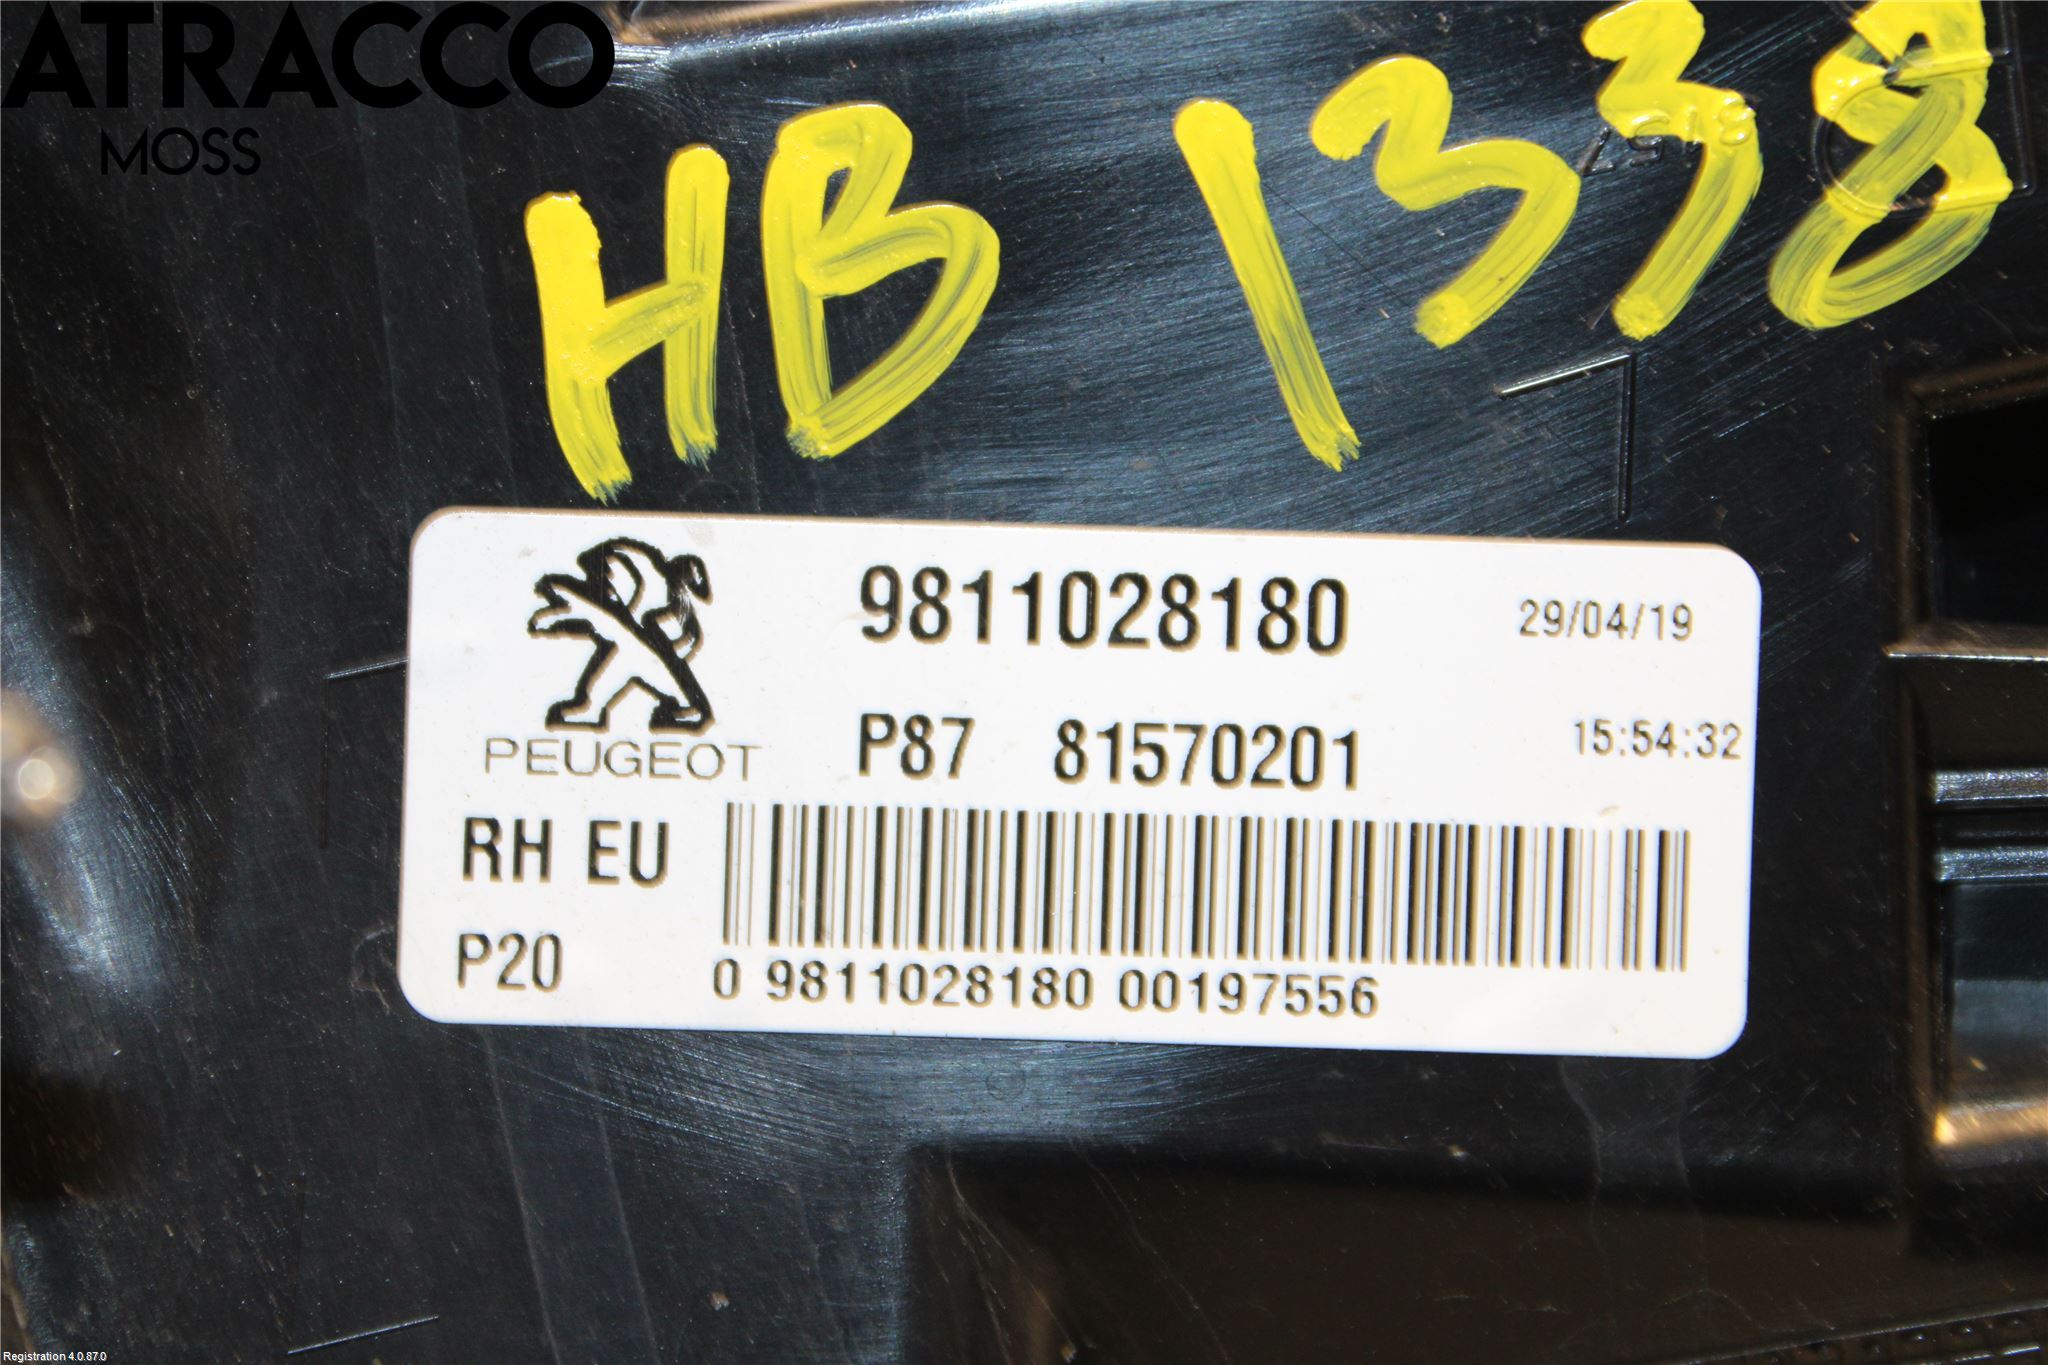 ATRACCO
MOSS
HB 1338
8157
9811028180
29/04/19
PEUGEOT
P87 81570201
15:54:32
RH EU
P20
0 9811028180 00197556
Registration 4.0.87.0